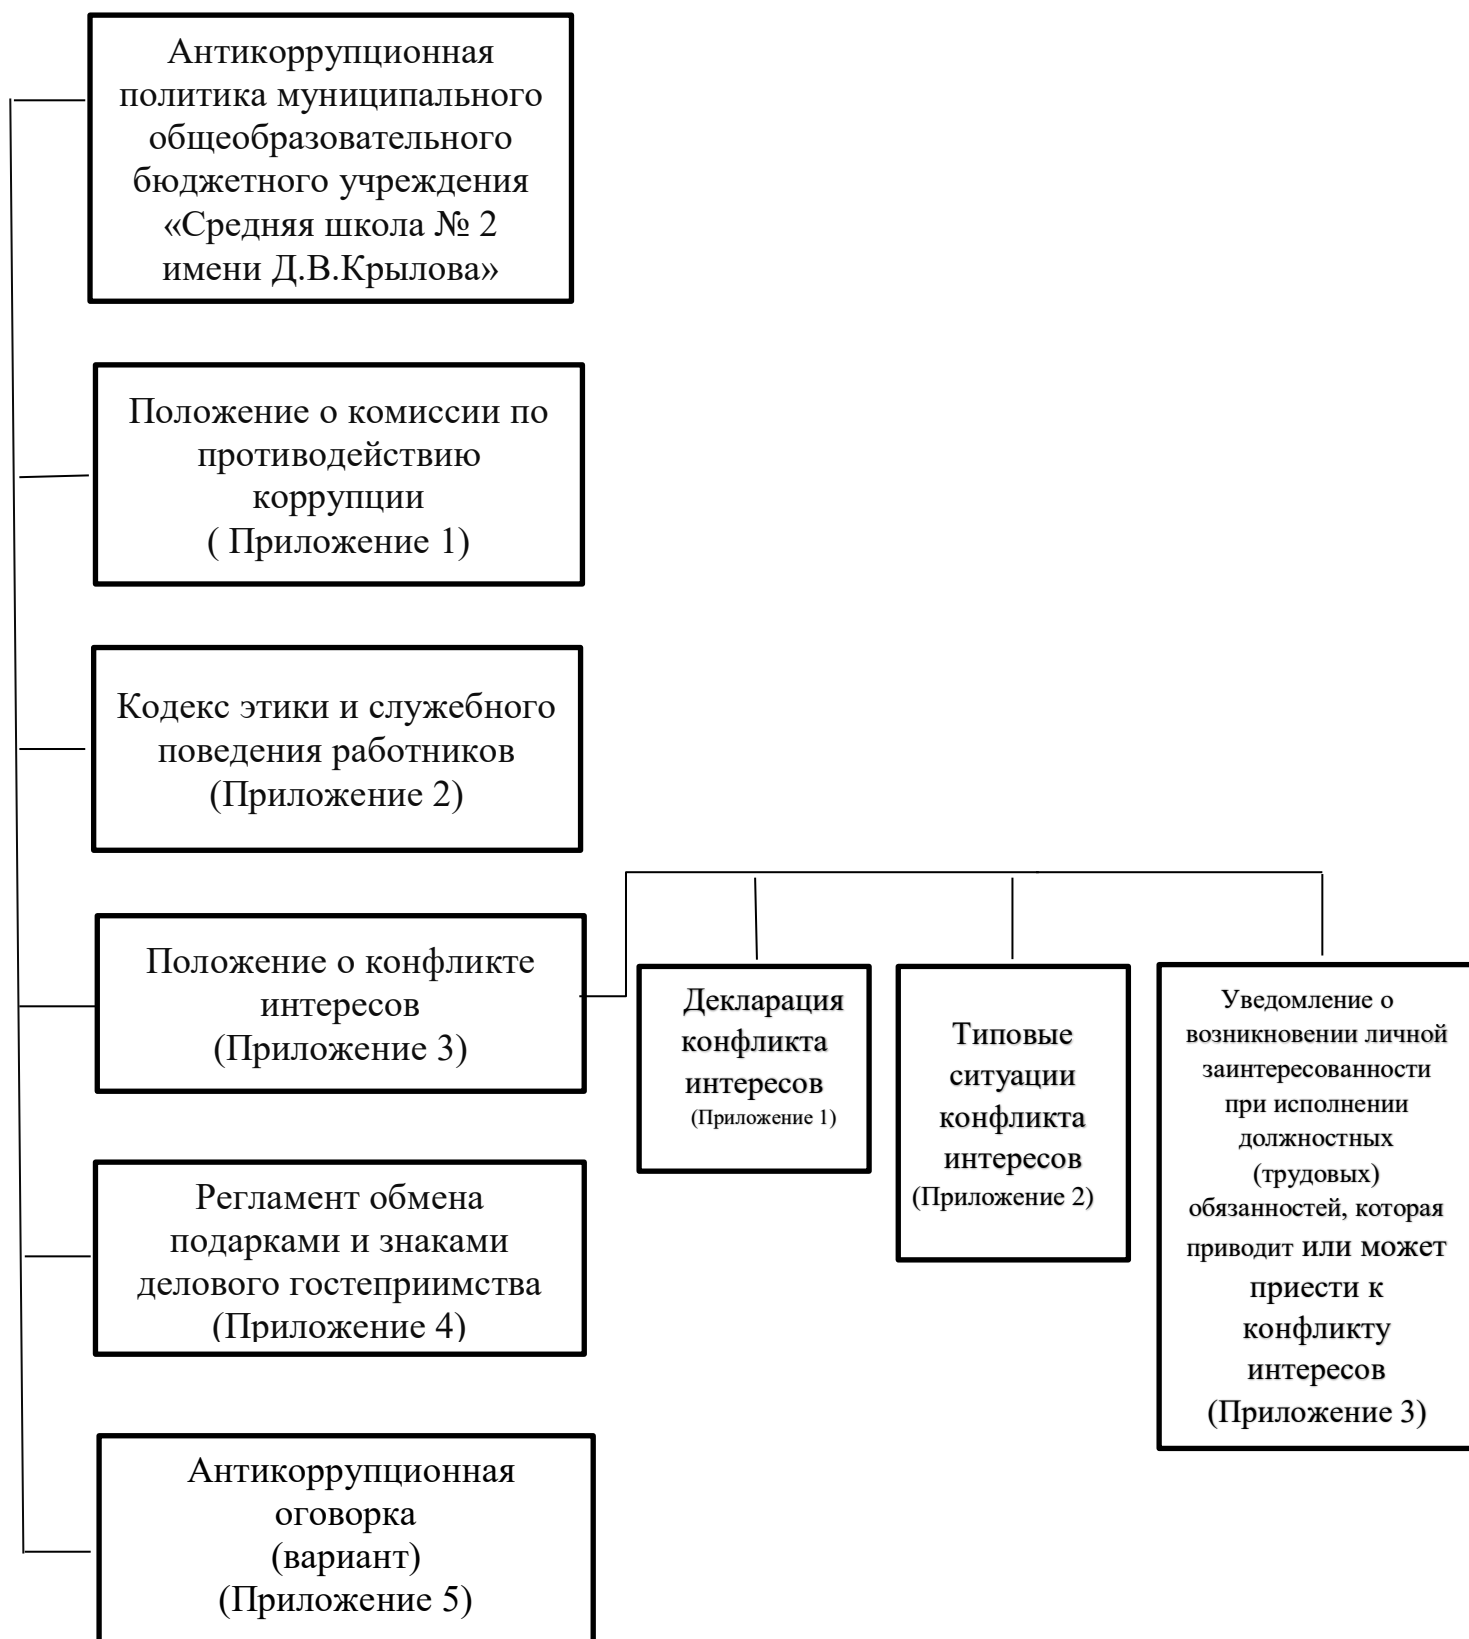 Антикоррупционная
политика муниципального
общеобразовательного
бюджетного учреждения
«Средняя школа № 2
имени Д.В.Крылова»
Положение о комиссии по
противодействию
коррупции
( Приложение 1)
Кодекс этики и служебного
поведения работников
(Приложение 2)
Положение о конфликте
интересов
(Приложение 3)
Декларация
конфликта
интересов
(Приложение 1)
Типовые
ситуации
конфликта
интересов
(Приложение 2)
Уведомление о
возникновении личной
заинтересованности
при исполнении
должностных
(трудовых)
обязанностей, которая
приводит или может
приести к
конфликту
интересов
(Приложение 3)
Регламент обмена
подарками и знаками
делового гостеприимства
(Приложение 4)
Антикоррупционная
оговорка
(вариант)
(Приложение 5)